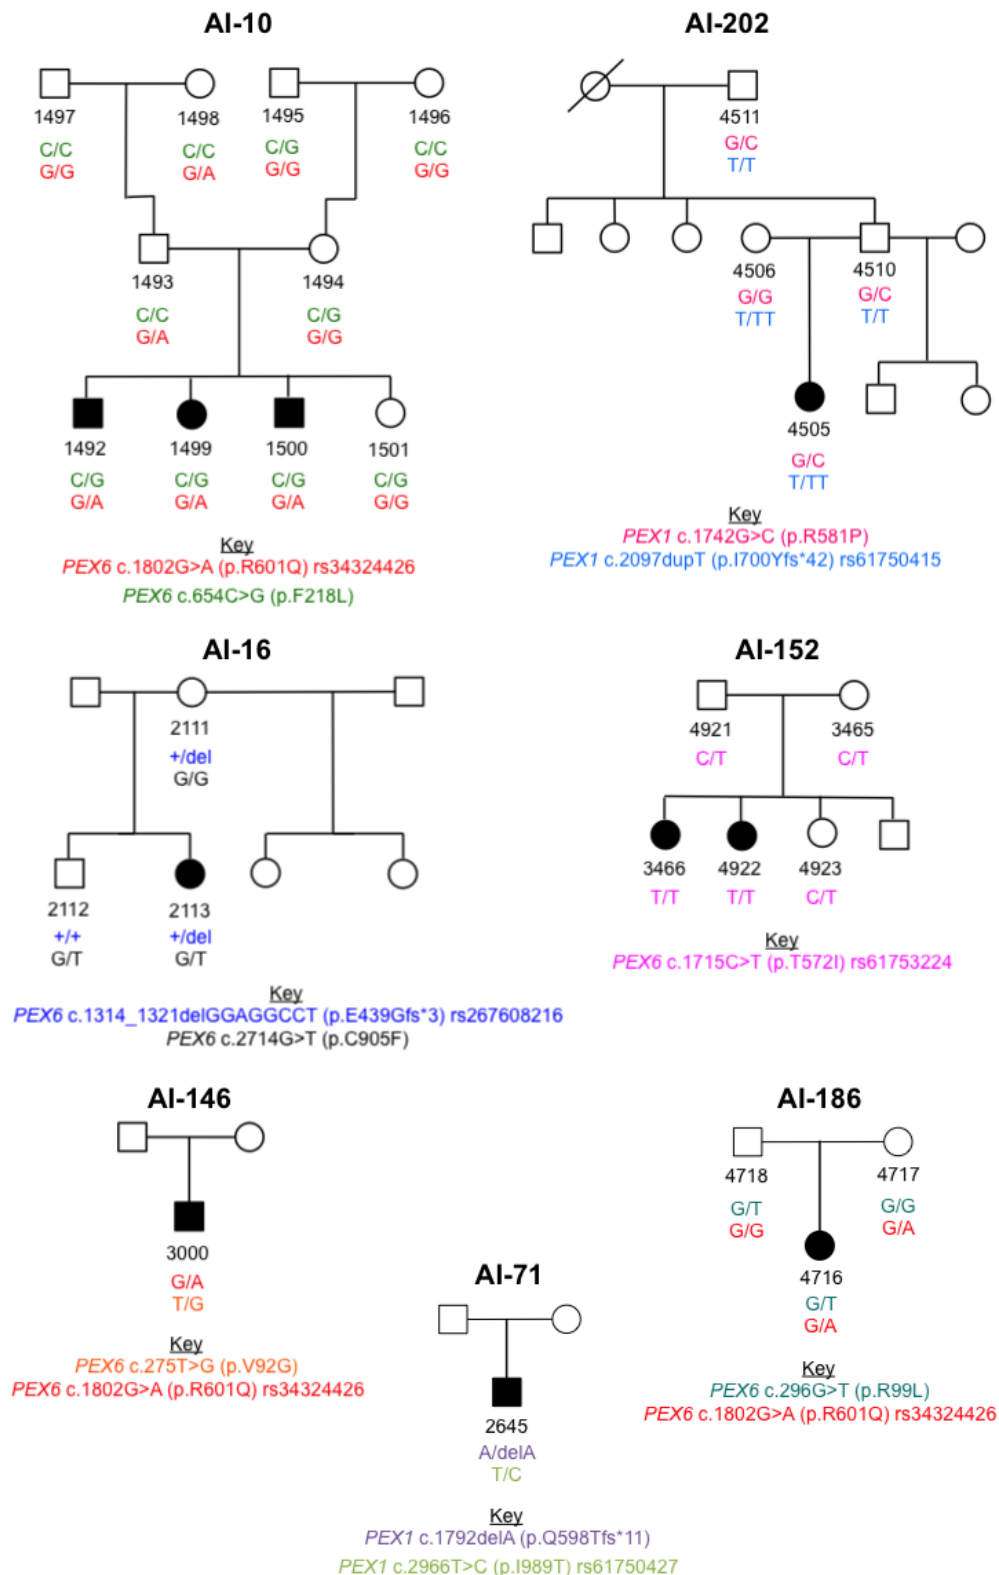 AI-10
1497 1498 1495 1496
C/C C/C C/G C/C
G/G G/A G/G G/G
1493 1494
C/C C/G
G/A G/G
1492 1499 1500 1501
C/G C/G C/G C/G
G/A G/A G/A G/G
Key
PEX6 c.1802G>A (p.R601Q) rs34324426
PEX6 c.654C>G (p.F218L)
AI-202
4511
G/C
T/T
4506 4510
G/G G/C
T/TT T/T
4505
G/C
T/TT
Key
PEX1 c.1742G>C (p.R581P)
PEX1 c.2097dupT (p.I700Yfs*42) rs61750415
AI-16
2111
+/del
G/G
2112 2113
+/+ +/del
G/T G/T
Key
PEX6 c.1314_1321delGGAGGCCT (p.E439Gfs*3) rs267608216
PEX6 c.2714G>T (p.C905F)
AI-152
4921 3465
C/T C/T
3466 4922 4923
T/T T/T C/T
Key
PEX6 c.1715C>T (p.T572I) rs61753224
AI-146
3000
G/A
T/G
Key
PEX6 c.275T>G (p.V92G)
PEX6 c.1802G>A (p.R601Q) rs34324426
AI-71
2645
A/delA
T/C
Key
PEX1 c.1792delA (p.Q598Tfs*11)
PEX1 c.2966T>C (p.I989T) rs61750427
AI-186
4718 4717
G/T G/G
G/G G/A
4716
G/T
G/A
Key
PEX6 c.296G>T (p.R99L)
PEX6 c.1802G>A (p.R601Q) rs34324426